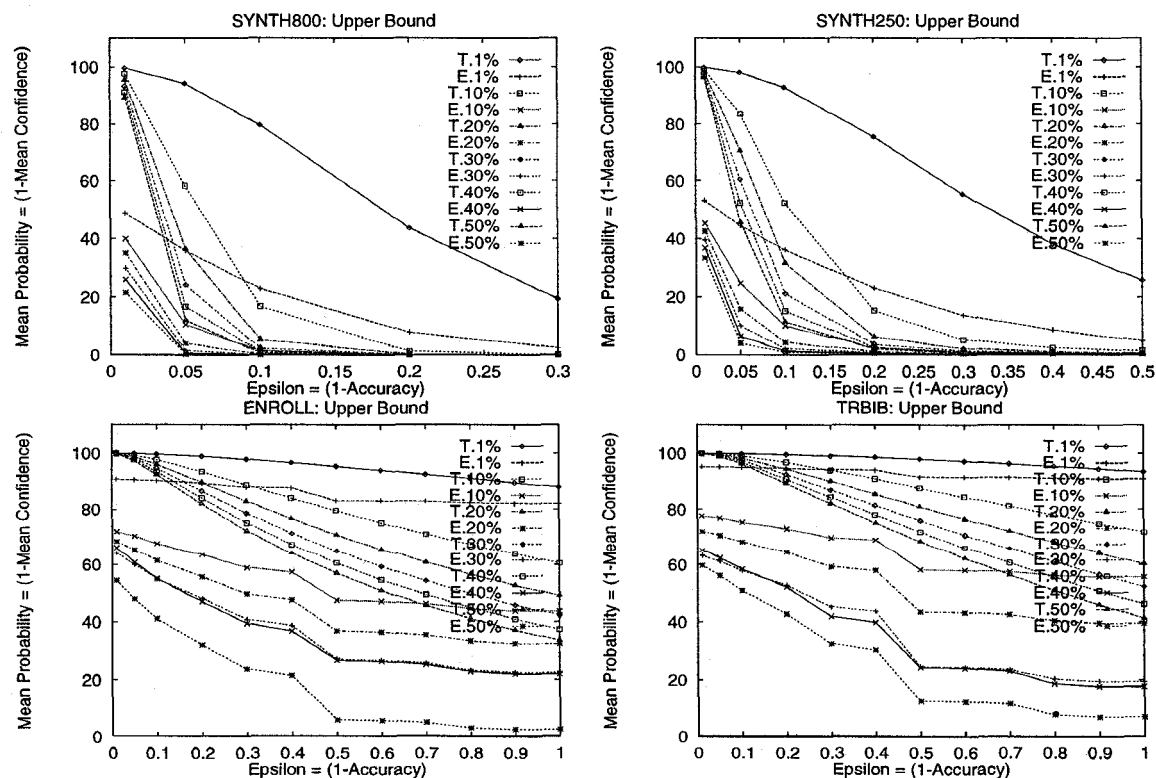 SYNTH800: Upper Bound
Mean Probability = (1-Mean Confidence)
100
80
60
40
20
0
T.1%
E.1%
T.10%
E.10%
T.20%
E.20%
T.30%
E.30%
T.40%
E.40%
T.50%
E.50%
0 0.05 0.1 0.15 0.2 0.25 0.3
Epsilon = (1-Accuracy)
SYNTH250: Upper Bound
Mean Probability = (1-Mean Confidence)
100
80
60
40
20
0
T.1%
E.1%
T.10%
E.10%
T.20%
E.20%
T.30%
E.30%
T.40%
E.40%
T.50%
E.50%
0 0.05 0.1 0.15 0.2 0.25 0.3 0.35 0.4 0.45 0.5
Epsilon = (1-Accuracy)
ENROLL: Upper Bound
Mean Probability = (1-Mean Confidence)
100
80
60
40
20
0
T.1%
E.1%
T.10%
E.10%
T.20%
E.20%
T.30%
E.30%
T.40%
E.40%
T.50%
E.50%
0 0.1 0.2 0.3 0.4 0.5 0.6 0.7 0.8 0.9 1
Epsilon = (1-Accuracy)
TRBIB: Upper Bound
Mean Probability = (1-Mean Confidence)
100
80
60
40
20
0
T.1%
E.1%
T.10%
E.10%
T.20%
E.20%
T.30%
E.30%
T.40%
E.40%
T.50%
E.50%
0 0.1 0.2 0.3 0.4 0.5 0.6 0.7 0.8 0.9 1
Epsilon = (1-Accuracy)